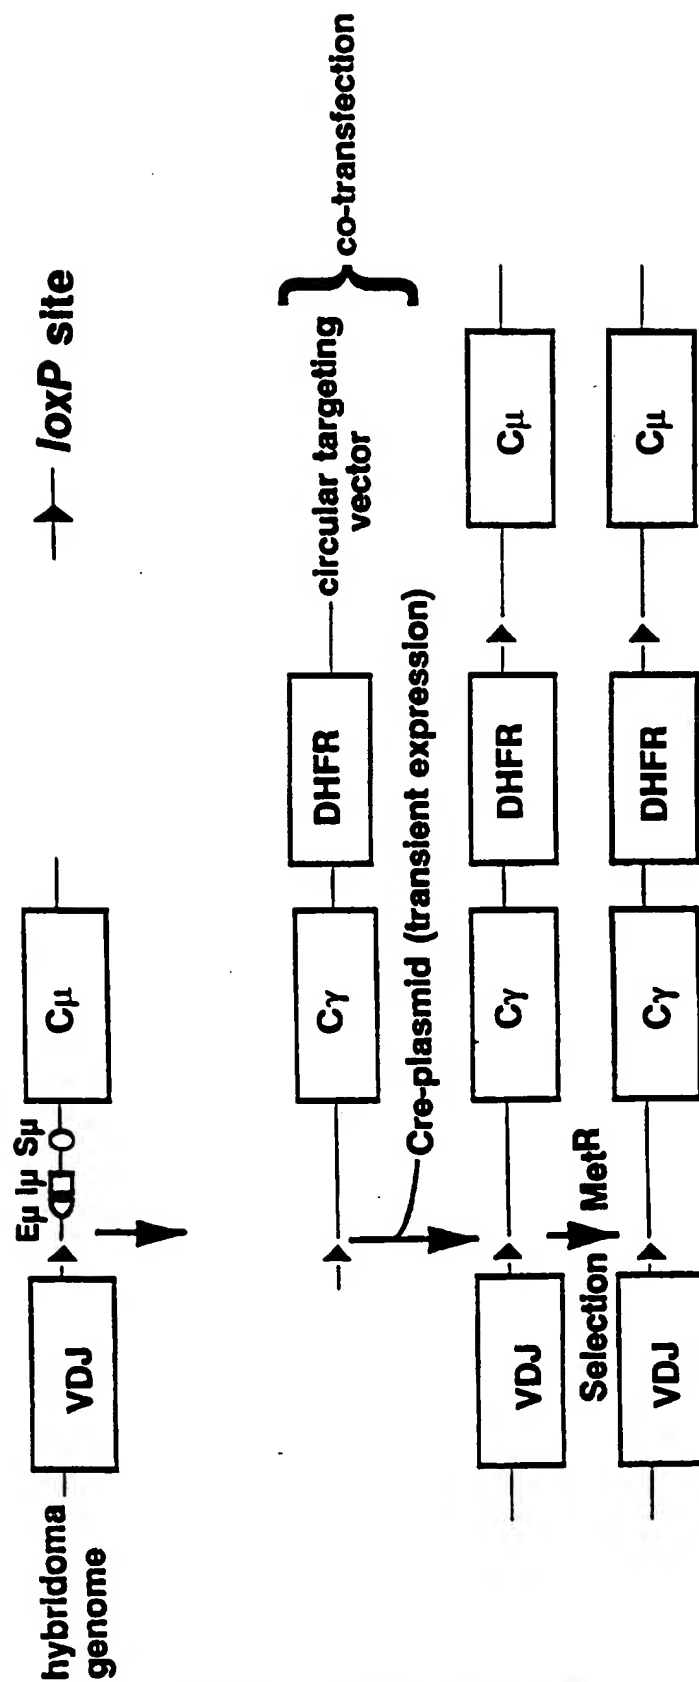 loxP site
Eμ Iμ Sμ
hybridoma
genome
VDJ
Cμ
Cγ
DHFR
circular targeting
vector
co-transfection
Cre-plasmid (transient expression)
VDJ
Cγ
DHFR
Cμ
Selection MetR
VDJ
Cγ
DHFR
Cμ